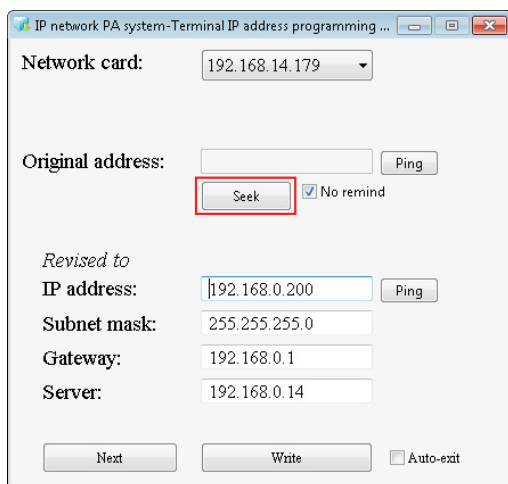 IP network PA system-Terminal IP address programming ...
Network card: 192.168.14.179
Original address: Ping
Seek No remind
Revised to
IP address: 192.168.0.200 Ping
Subnet mask: 255.255.255.0
Gateway: 192.168.0.1
Server: 192.168.0.14
Next Write Auto-exit